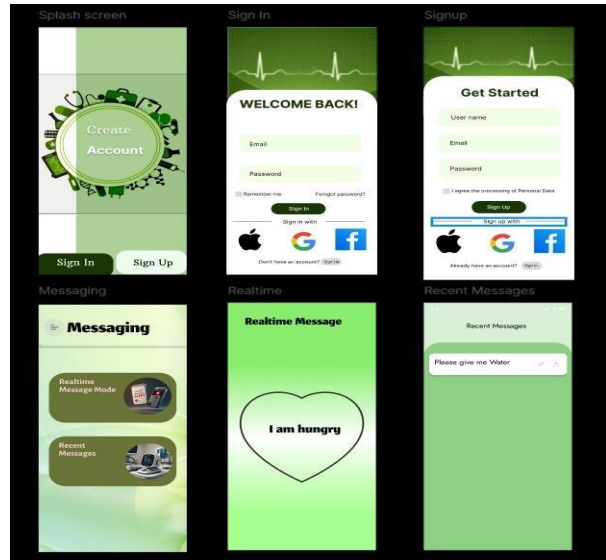 Splash screen
Sign In
Signup
Create
Account
Sign In
Sign Up
WELCOME BACK!
Email
Password
Remember me
Forgot password?
Sign In
Sign in with
Don't have an account? Sign Up
Get Started
User name
Email
Password
I agree the processing of Personal Data
Sign Up
Sign up with
Already have an account? Sign In
Messaging
Realtime
Recent Messages
Messaging
Realtime
Message Mode
Recent
Messages
Realtime Message
I am hungry
Recent Messages
Please give me Water